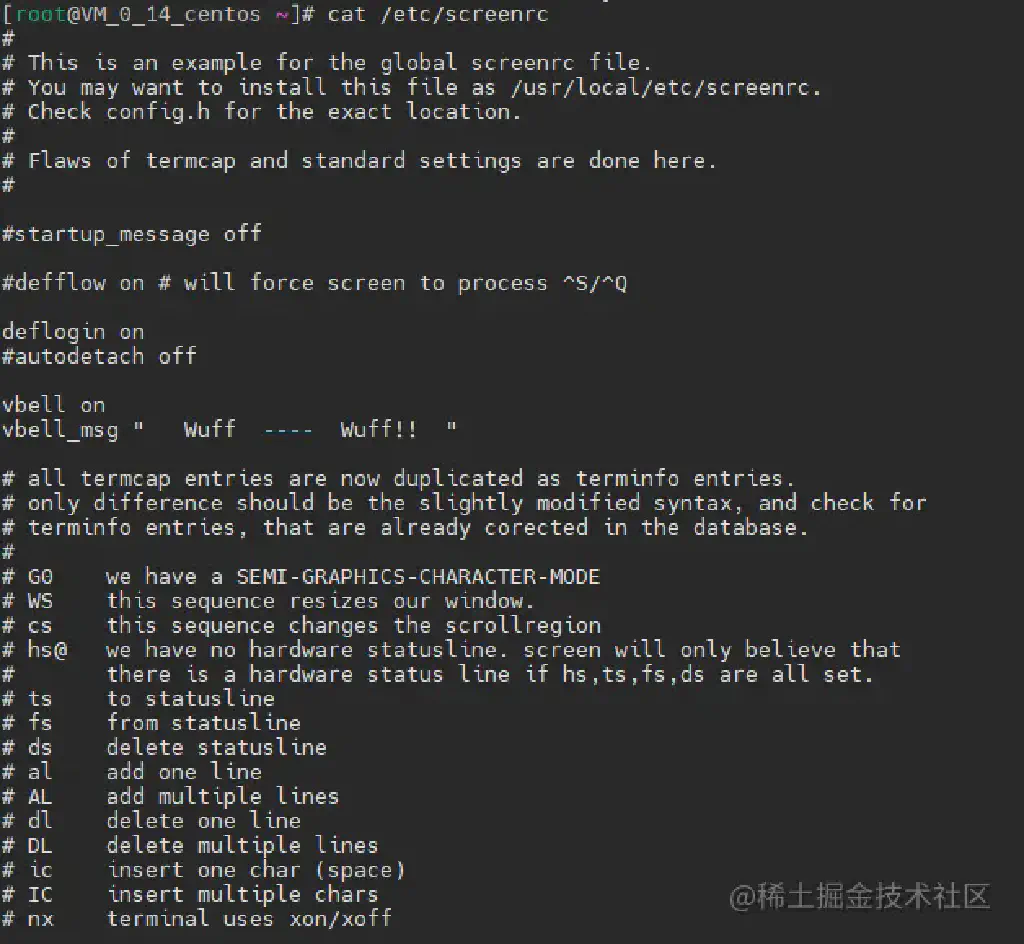 [root@VM_0_14_centos ~]# cat /etc/screenrc
#
# This is an example for the global screenrc file.
# You may want to install this file as /usr/local/etc/screenrc.
# Check config.h for the exact location.
#
# Flaws of termcap and standard settings are done here.
#
#startup_message off
#defflow on # will force screen to process ^S/^Q
deflogin on
#autodetach off
vbell on
vbell_msg "   Wuff  ----  Wuff!!  "
# all termcap entries are now duplicated as terminfo entries.
# only difference should be the slightly modified syntax, and check for
# terminfo entries, that are already corected in the database.
#
# G0    we have a SEMI-GRAPHICS-CHARACTER-MODE
# WS    this sequence resizes our window.
# cs    this sequence changes the scrollregion
# hs@   we have no hardware statusline. screen will only believe that
#       there is a hardware status line if hs,ts,fs,ds are all set.
# ts    to statusline
# fs    from statusline
# ds    delete statusline
# al    add one line
# AL    add multiple lines
# dl    delete one line
# DL    delete multiple lines
# ic    insert one char (space)
# IC    insert multiple chars
# nx    terminal uses xon/xoff
@稀土掘金技术社区